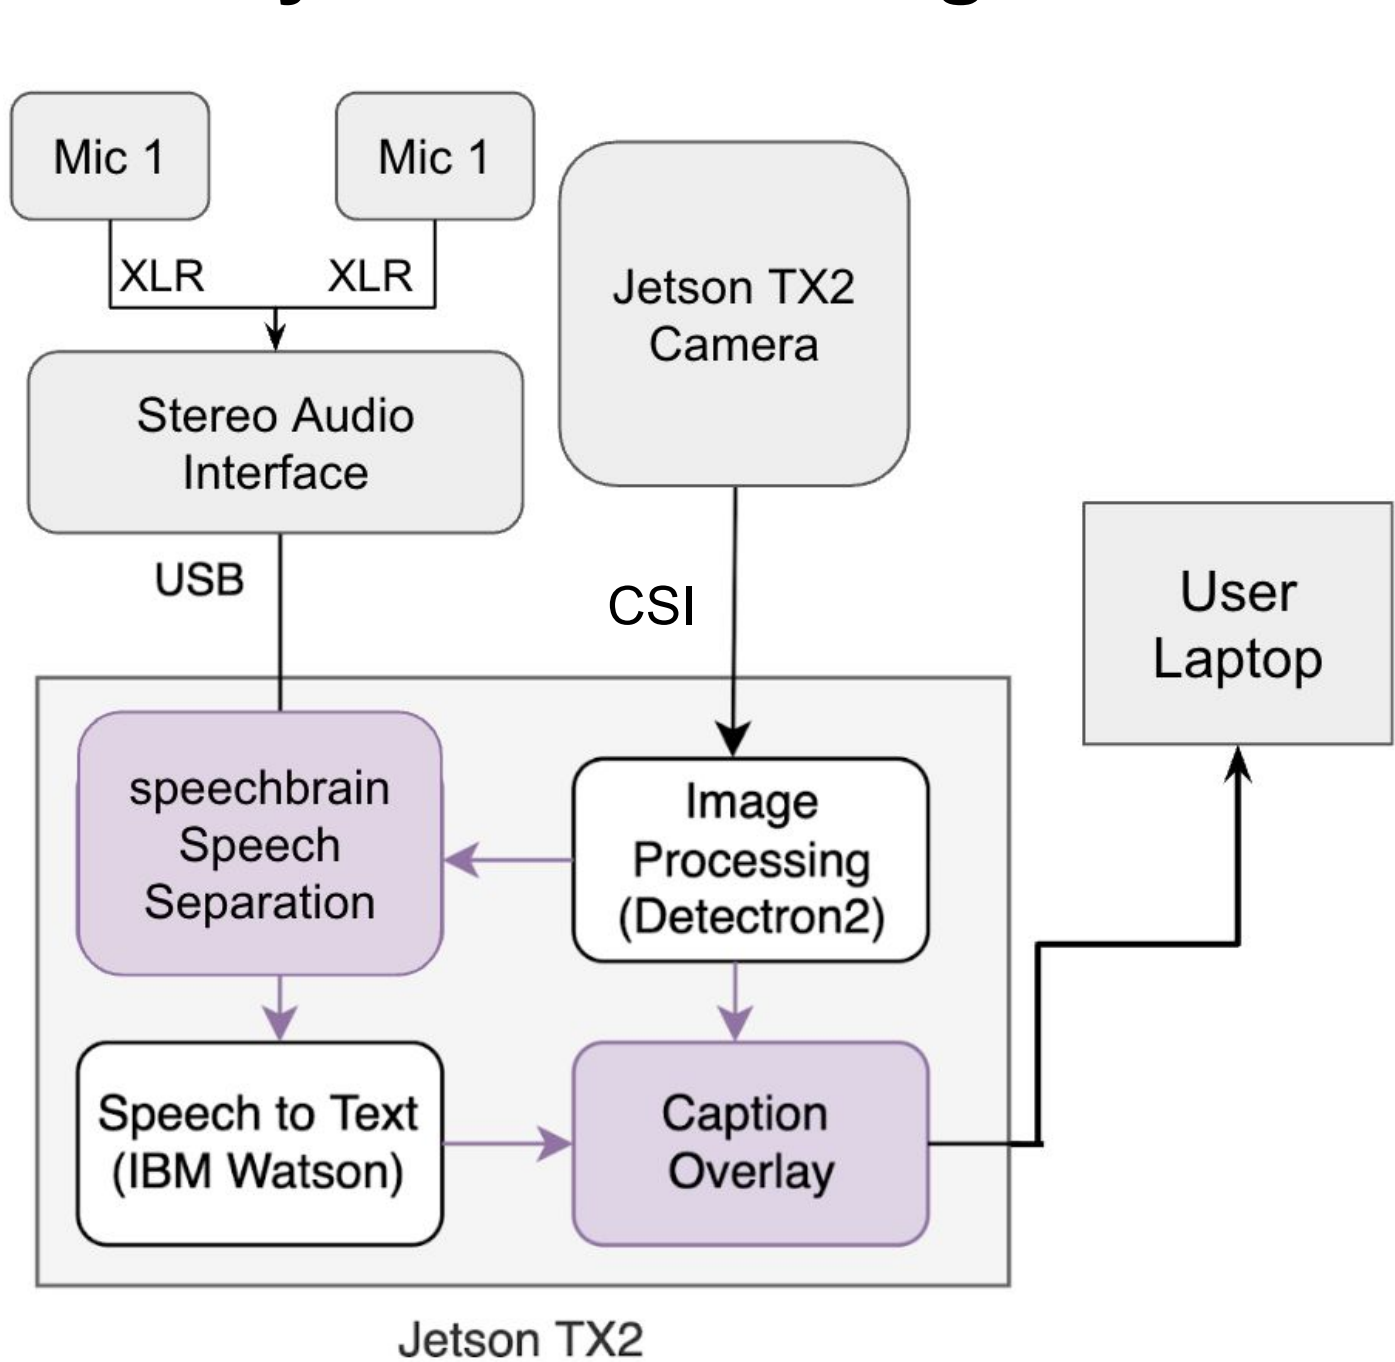 Mic 1
Mic 1
XLR
XLR
Jetson TX2
Camera
Stereo Audio
Interface
USB
CSI
User
Laptop
speechbrain
Speech
Separation
Image
Processing
(Detectron2)
Speech to Text
(IBM Watson)
Caption
Overlay
Jetson TX2